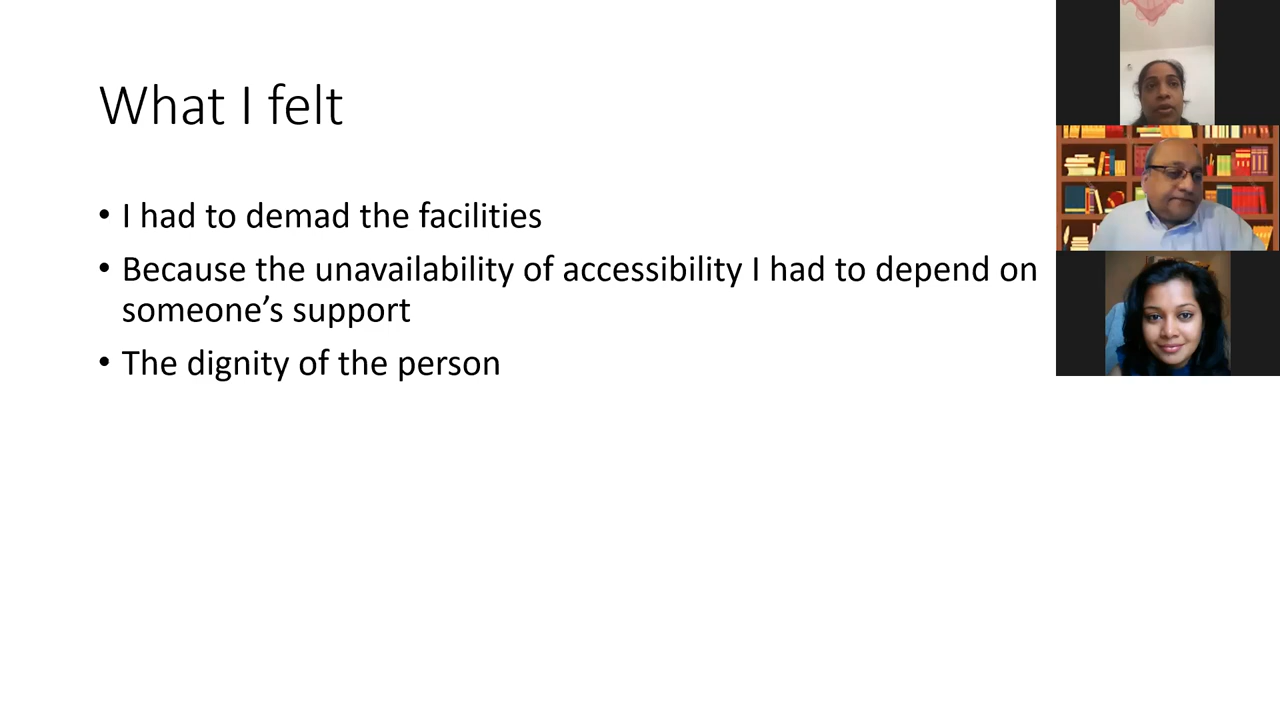 What I felt
• I had to demad the facilities
• Because the unavailability of accessibility I had to depend on
someone’s support
• The dignity of the person